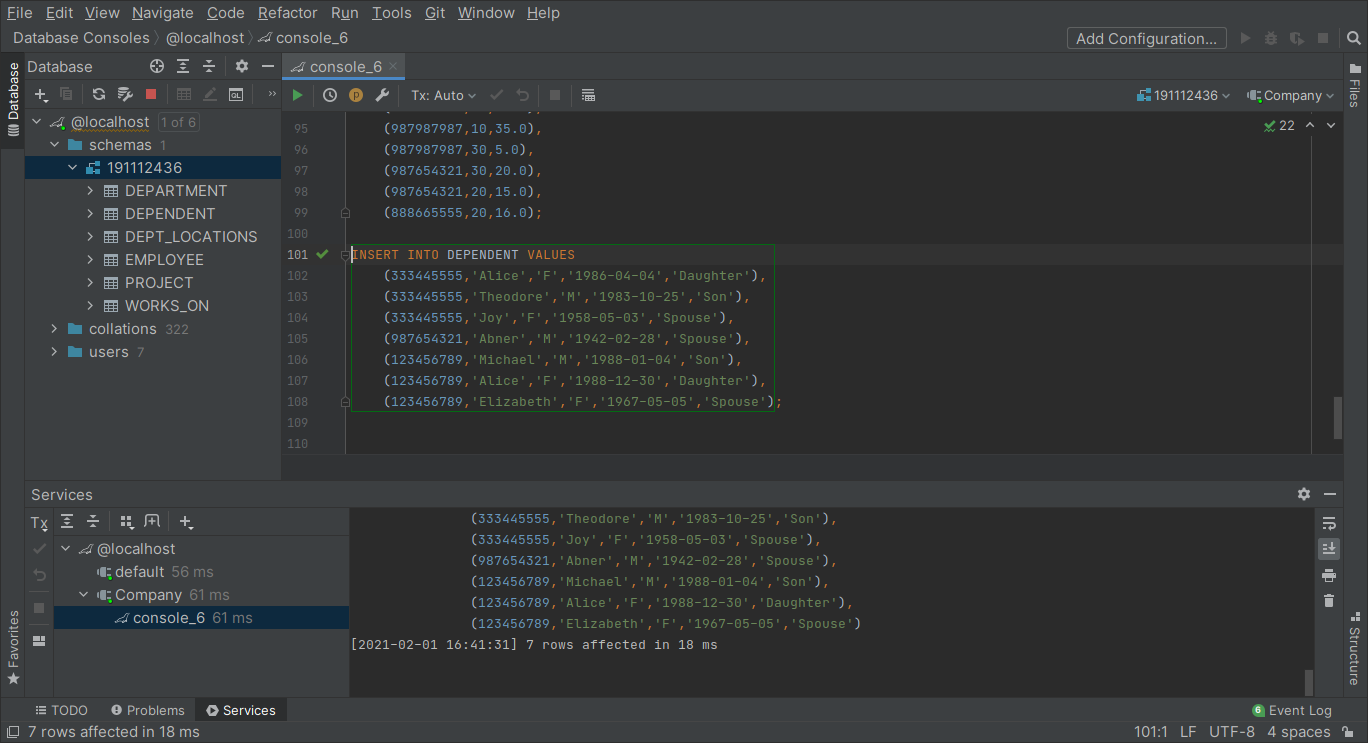 File Edit View Navigate Code Refactor Run Tools Git Window Help
Database Consoles @localhost console_6 Add Configuration...
Database
console_6
Tx: Auto 191112436 Company
@localhost 1 of 6
schemas 1
191112436
DEPARTMENT
DEPENDENT
DEPT_LOCATIONS
EMPLOYEE
PROJECT
WORKS_ON
collations 322
users 7
22
95 (987987987,10,35.0),
96 (987987987,30,5.0),
97 (987654321,30,20.0),
98 (987654321,20,15.0),
99 (888665555,20,16.0);
100
101 INSERT INTO DEPENDENT VALUES
102 (333445555,'Alice','F','1986-04-04','Daughter'),
103 (333445555,'Theodore','M','1983-10-25','Son'),
104 (333445555,'Joy','F','1958-05-03','Spouse'),
105 (987654321,'Abner','M','1942-02-28','Spouse'),
106 (123456789,'Michael','M','1988-01-04','Son'),
107 (123456789,'Alice','F','1988-12-30','Daughter'),
108 (123456789,'Elizabeth','F','1967-05-05','Spouse');
109
110
Database
Favorites
Files
Structure
Services
Tx
@localhost
default 56 ms
Company 61 ms
console_6 61 ms
(333445555,'Theodore','M','1983-10-25','Son'),
(333445555,'Joy','F','1958-05-03','Spouse'),
(987654321,'Abner','M','1942-02-28','Spouse'),
(123456789,'Michael','M','1988-01-04','Son'),
(123456789,'Alice','F','1988-12-30','Daughter'),
(123456789,'Elizabeth','F','1967-05-05','Spouse')
[2021-02-01 16:41:31] 7 rows affected in 18 ms
TODO Problems Services 6 Event Log
7 rows affected in 18 ms 101:1 LF UTF-8 4 spaces